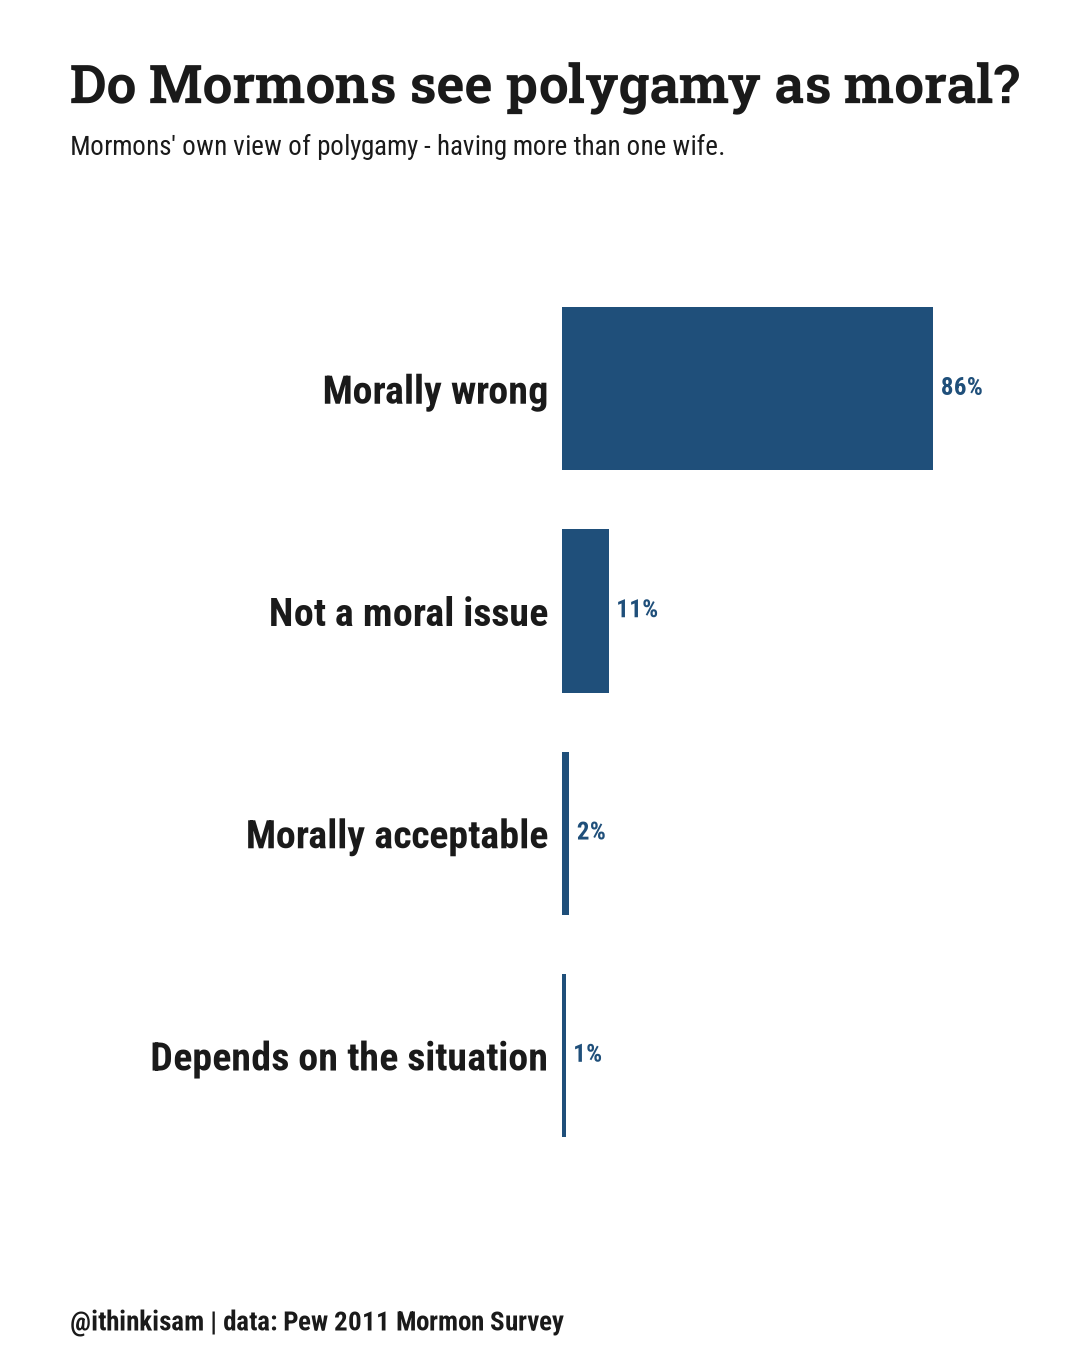 Do Mormons see polygamy as moral?
Mormons' own view of polygamy - having more than one wife.
Morally wrong
86%
Not a moral issue
11%
Morally acceptable
2%
Depends on the situation
1%
@ithinkisam | data: Pew 2011 Mormon Survey